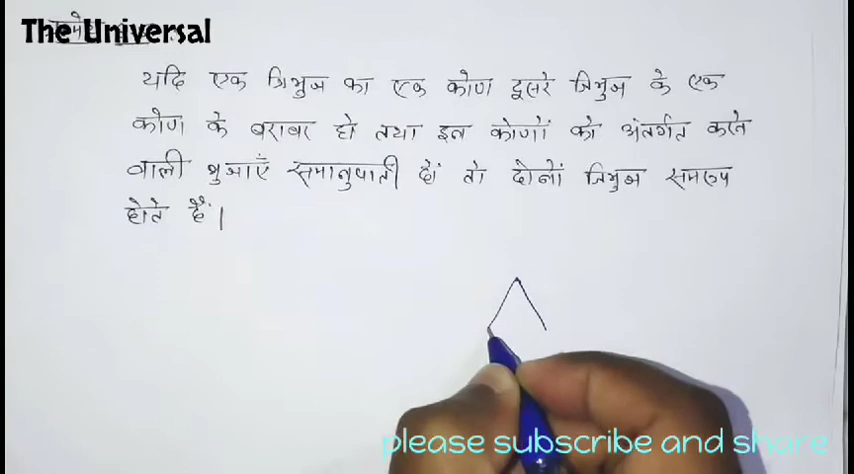 The Universal
यदि एक त्रिभुज का एक कोण दूसरे त्रिभुज के एक
कोण के बराबर हो तथा इन कोणों को अंतर्गत करने
वाली भुजाएँ समानुपाती हों तो दोनों त्रिभुज समरूप
होते हैं।
please subscribe and share